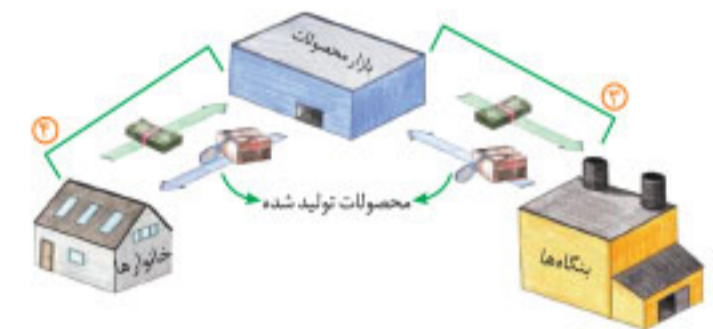 بازار محصولات
۳
۴
محصولات تولید شده
خانوارها
بنگاه‌ها